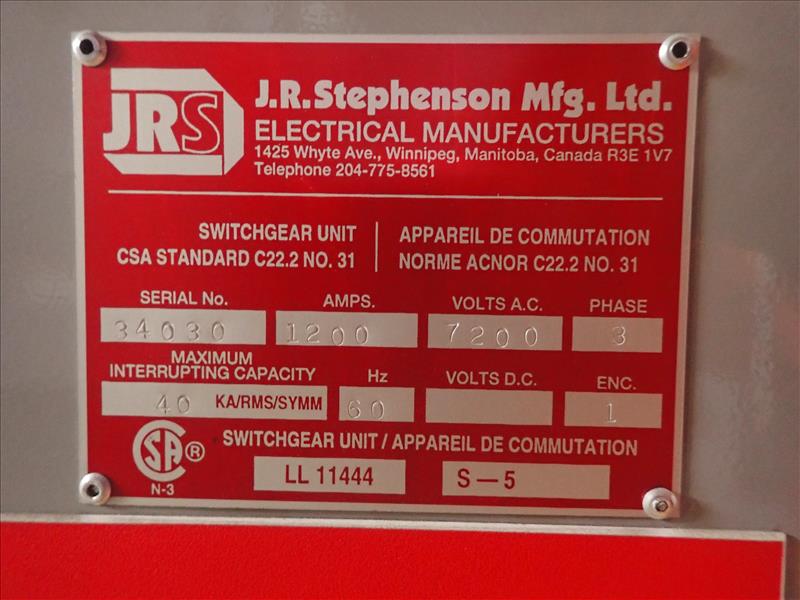 JRS
J.R.Stephenson Mfg. Ltd.
ELECTRICAL MANUFACTURERS
1425 Whyte Ave., Winnipeg, Manitoba, Canada R3E 1V7
Telephone 204-775-8561
SWITCHGEAR UNIT | APPAREIL DE COMMUTATION
CSA STANDARD C22.2 NO. 31 | NORME ACNOR C22.2 NO. 31
SERIAL No. AMPS. VOLTS A.C. PHASE
34030 1200 7200 3
MAXIMUM
INTERRUPTING CAPACITY Hz VOLTS D.C. ENC.
40 KA/RMS/SYMM 60 1
SA ® SWITCHGEAR UNIT / APPAREIL DE COMMUTATION
N-3 LL 11444 S — 5